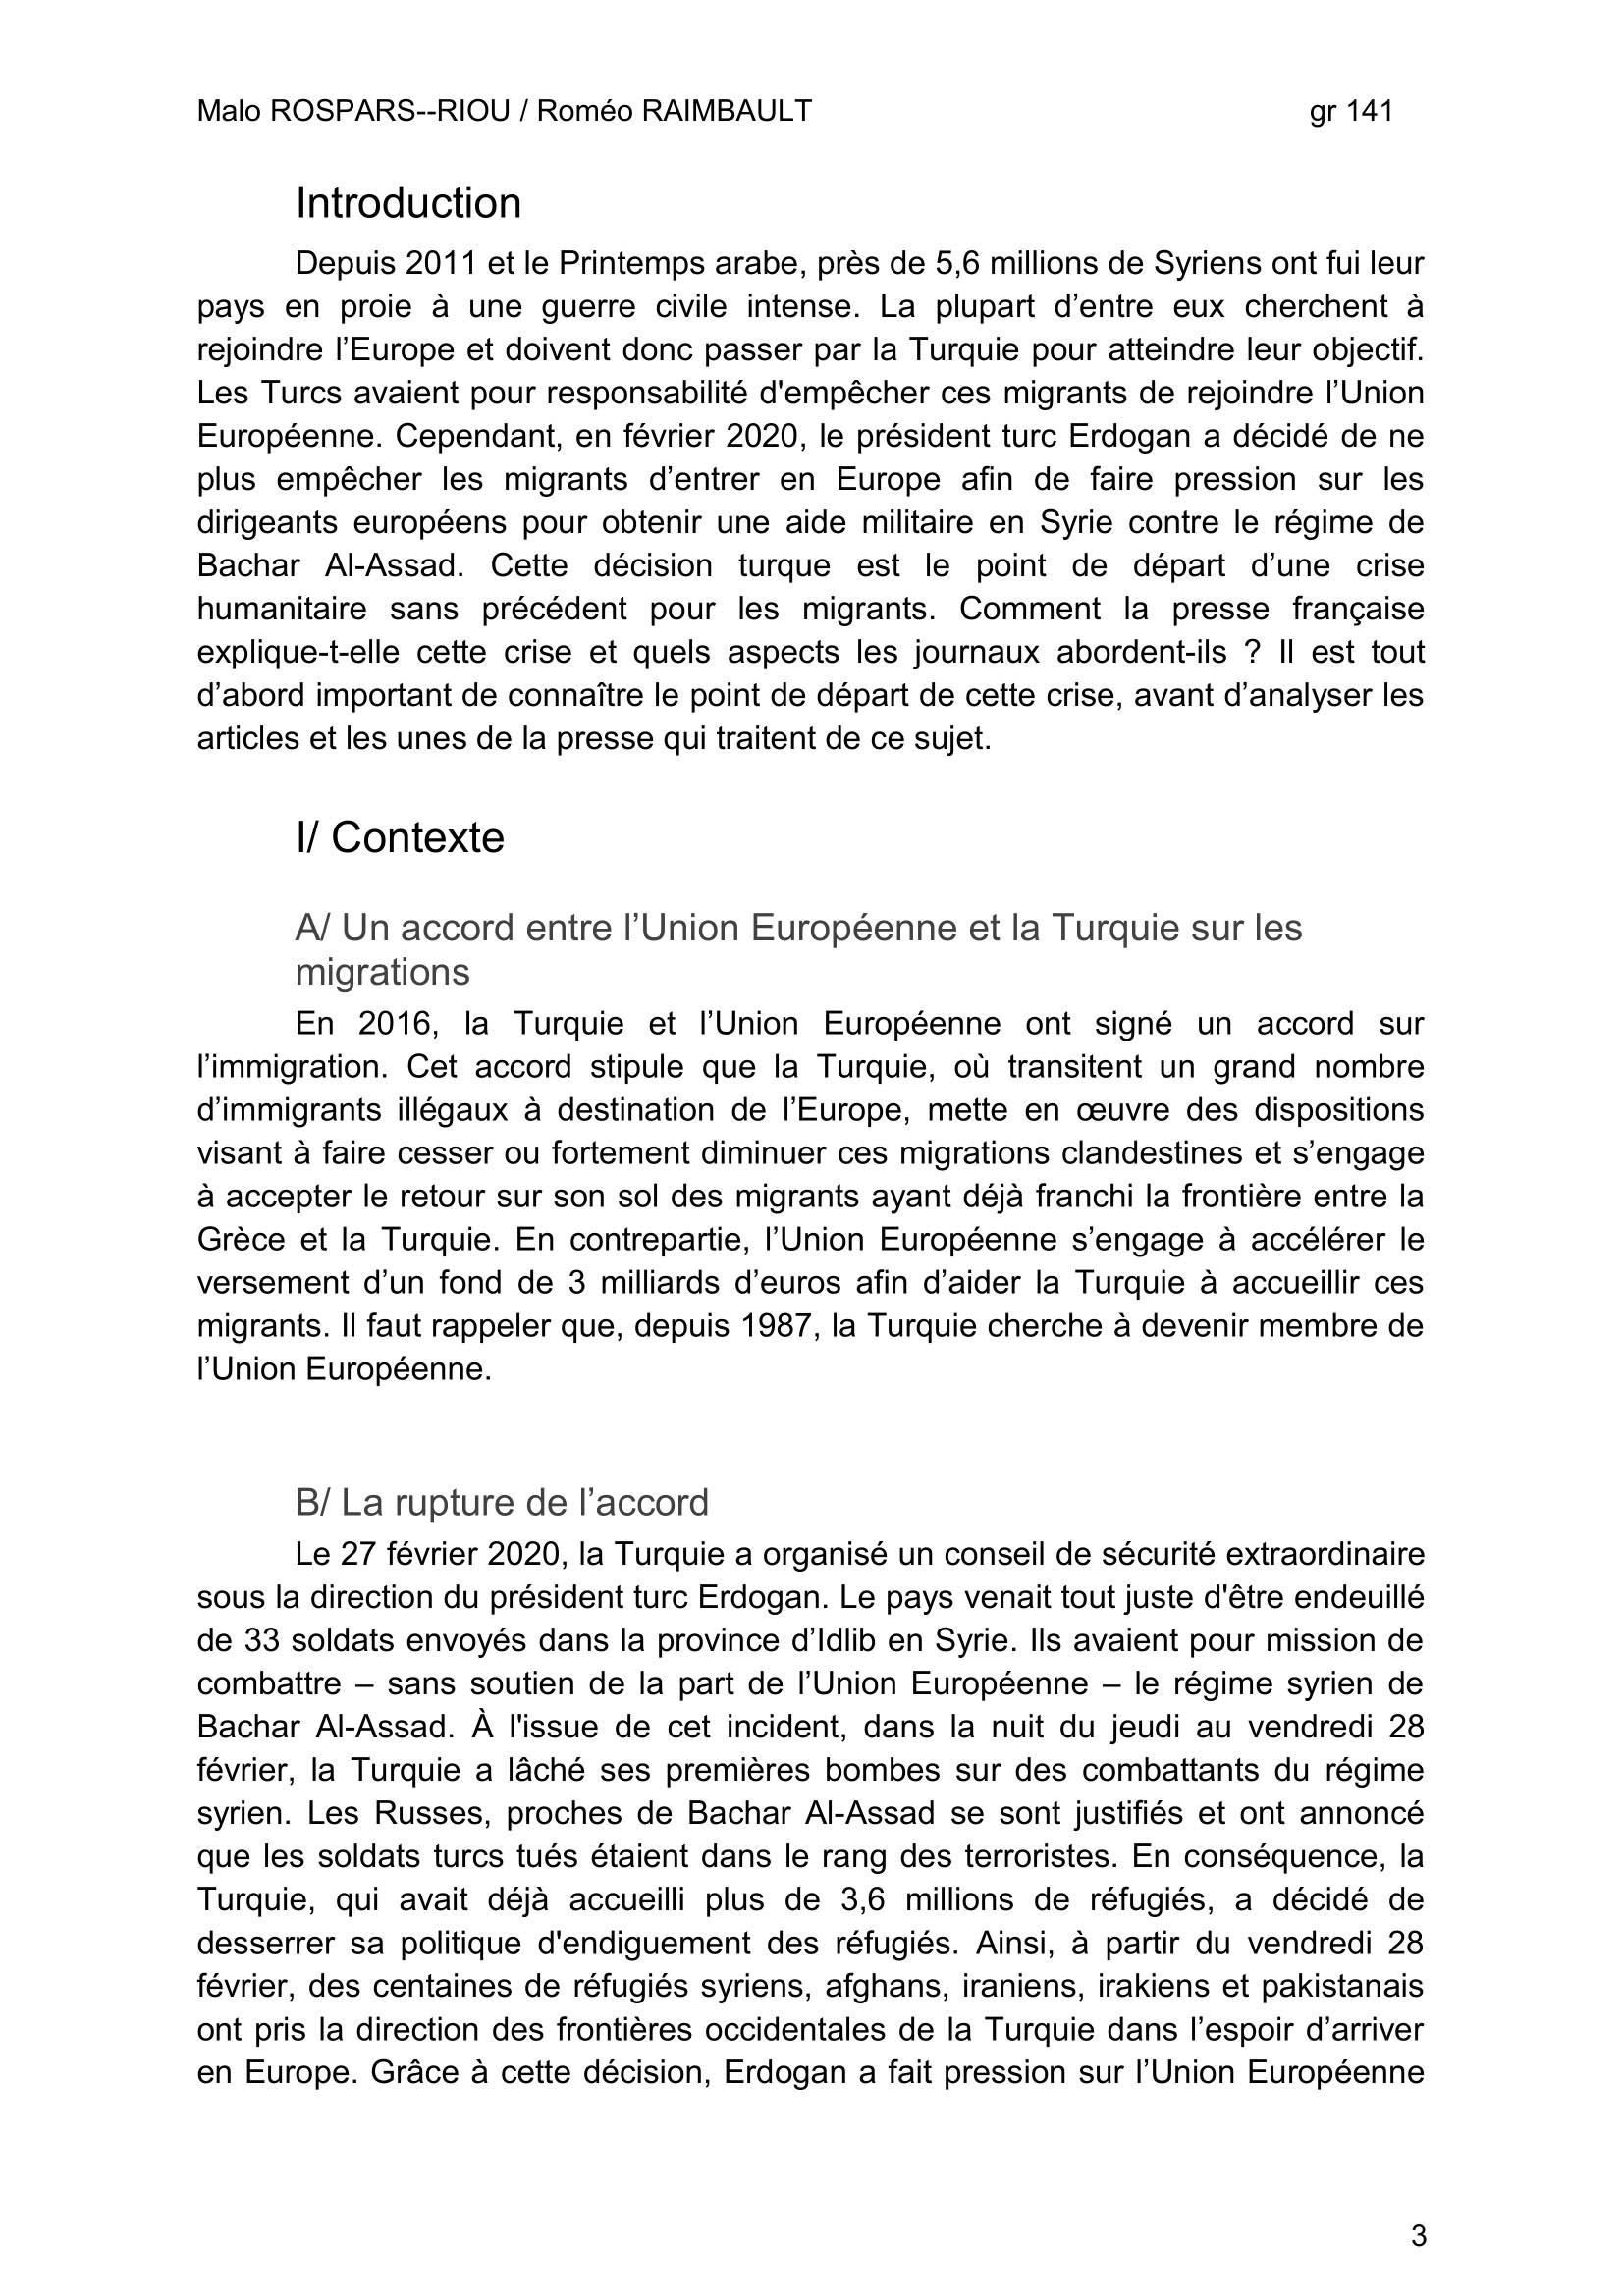 Malo ROSPARS--RIOU / Roméo RAIMBAULT gr 141
Introduction
Depuis 2011 et le Printemps arabe, près de 5,6 millions de Syriens ont fui leur
pays en proie à une guerre civile intense. La plupart d’entre eux cherchent à
rejoindre l’Europe et doivent donc passer par la Turquie pour atteindre leur objectif.
Les Turcs avaient pour responsabilité d'empêcher ces migrants de rejoindre l’Union
Européenne. Cependant, en février 2020, le président turc Erdogan a décidé de ne
plus empêcher les migrants d’entrer en Europe afin de faire pression sur les
dirigeants européens pour obtenir une aide militaire en Syrie contre le régime de
Bachar Al-Assad. Cette décision turque est le point de départ d’une crise
humanitaire sans précédent pour les migrants. Comment la presse française
explique-t-elle cette crise et quels aspects les journaux abordent-ils ? Il est tout
d’abord important de connaître le point de départ de cette crise, avant d’analyser les
articles et les unes de la presse qui traitent de ce sujet.
I/ Contexte
A/ Un accord entre l’Union Européenne et la Turquie sur les
migrations
En 2016, la Turquie et l’Union Européenne ont signé un accord sur
l’immigration. Cet accord stipule que la Turquie, où transitent un grand nombre
d’immigrants illégaux à destination de l’Europe, mette en œuvre des dispositions
visant à faire cesser ou fortement diminuer ces migrations clandestines et s’engage
à accepter le retour sur son sol des migrants ayant déjà franchi la frontière entre la
Grèce et la Turquie. En contrepartie, l’Union Européenne s’engage à accélérer le
versement d’un fond de 3 milliards d’euros afin d’aider la Turquie à accueillir ces
migrants. Il faut rappeler que, depuis 1987, la Turquie cherche à devenir membre de
l’Union Européenne.
B/ La rupture de l’accord
Le 27 février 2020, la Turquie a organisé un conseil de sécurité extraordinaire
sous la direction du président turc Erdogan. Le pays venait tout juste d'être endeuillé
de 33 soldats envoyés dans la province d’Idlib en Syrie. Ils avaient pour mission de
combattre – sans soutien de la part de l’Union Européenne – le régime syrien de
Bachar Al-Assad. À l'issue de cet incident, dans la nuit du jeudi au vendredi 28
février, la Turquie a lâché ses premières bombes sur des combattants du régime
syrien. Les Russes, proches de Bachar Al-Assad se sont justifiés et ont annoncé
que les soldats turcs tués étaient dans le rang des terroristes. En conséquence, la
Turquie, qui avait déjà accueilli plus de 3,6 millions de réfugiés, a décidé de
desserrer sa politique d'endiguement des réfugiés. Ainsi, à partir du vendredi 28
février, des centaines de réfugiés syriens, afghans, iraniens, irakiens et pakistanais
ont pris la direction des frontières occidentales de la Turquie dans l’espoir d’arriver
en Europe. Grâce à cette décision, Erdogan a fait pression sur l’Union Européenne
3